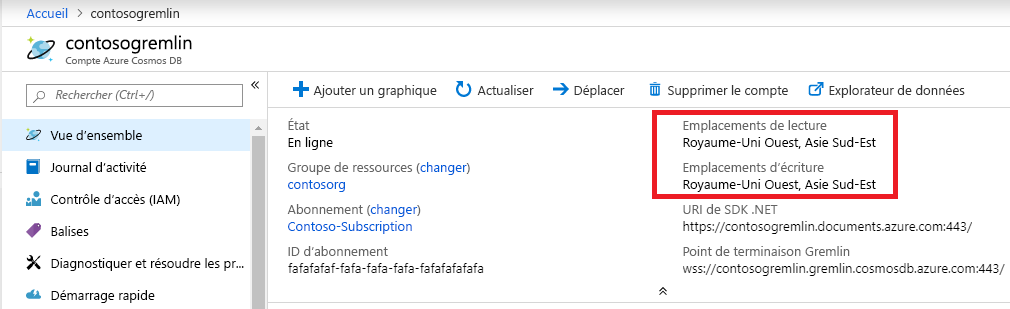 Accueil > contosogremlin
contosogremlin
Compte Azure Cosmos DB
Rechercher (Ctrl+/)
Vue d'ensemble
Journal d'activité
Contrôle d'accès (IAM)
Balises
Diagnostiquer et résoudre les pr...
Démarrage rapide
Ajouter un graphique
Actualiser
Déplacer
Supprimer le compte
Explorateur de données
État
En ligne
Groupe de ressources (changer)
contosorg
Abonnement (changer)
Contoso-Subscription
ID d'abonnement
fafafafaf-fafa-fafa-fafa-fafafafafafa
Emplacements de lecture
Royaume-Uni Ouest, Asie Sud-Est
Emplacements d'écriture
Royaume-Uni Ouest, Asie Sud-Est
URI de SDK .NET
https://contosogremlin.documents.azure.com:443/
Point de terminaison Gremlin
wss://contosogremlin.gremlin.cosmosdb.azure.com:443/